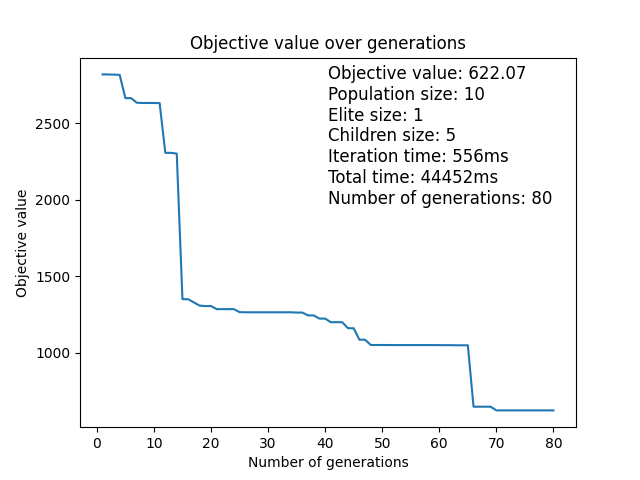 Objective value over generations
Objective value: 622.07
Population size: 10
Elite size: 1
Children size: 5
Iteration time: 556ms
Total time: 44452ms
Number of generations: 80
Objective value
2500
2000
1500
1000
0 10 20 30 40 50 60 70 80
Number of generations